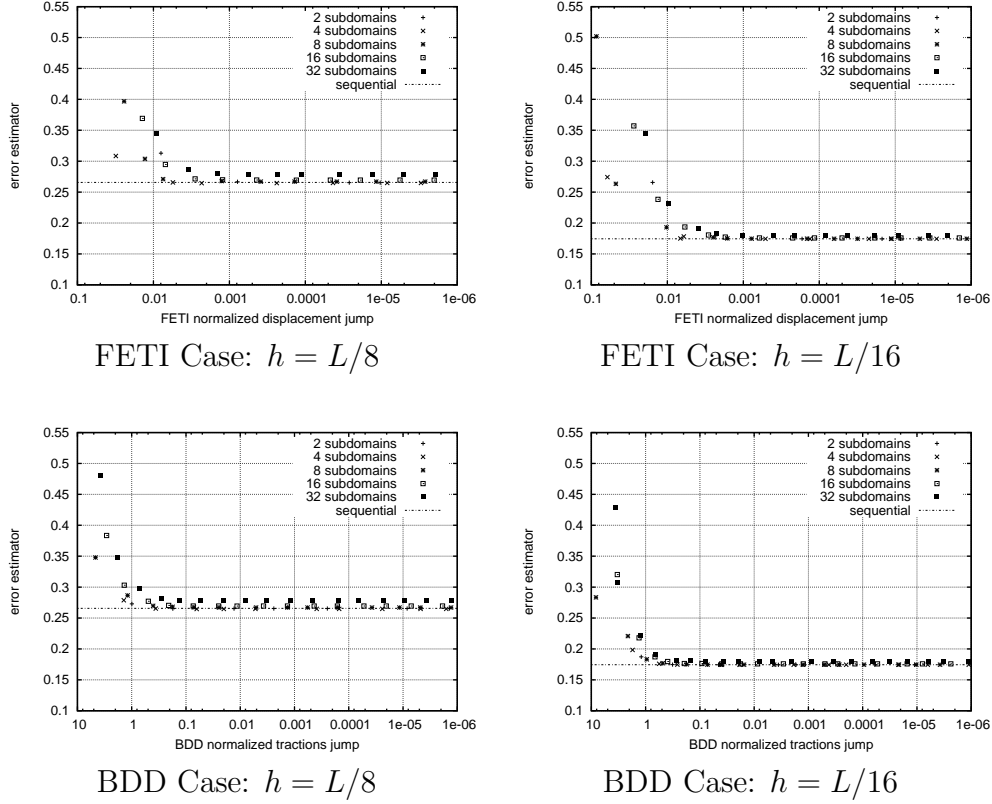 0.55
0.5
0.45
0.4
0.35
0.3
0.25
0.2
0.15
0.1
error estimator
2 subdomains
4 subdomains
8 subdomains
16 subdomains
32 subdomains
sequential
0.1 0.01 0.001 0.0001 1e-05 1e-06
FETI normalized displacement jump
FETI Case: h = L/8
0.55
0.5
0.45
0.4
0.35
0.3
0.25
0.2
0.15
0.1
error estimator
2 subdomains
4 subdomains
8 subdomains
16 subdomains
32 subdomains
sequential
0.1 0.01 0.001 0.0001 1e-05 1e-06
FETI normalized displacement jump
FETI Case: h = L/16
0.55
0.5
0.45
0.4
0.35
0.3
0.25
0.2
0.15
0.1
error estimator
2 subdomains
4 subdomains
8 subdomains
16 subdomains
32 subdomains
sequential
10 1 0.1 0.01 0.001 0.0001 1e-05 1e-06
BDD normalized tractions jump
BDD Case: h = L/8
0.55
0.5
0.45
0.4
0.35
0.3
0.25
0.2
0.15
0.1
error estimator
2 subdomains
4 subdomains
8 subdomains
16 subdomains
32 subdomains
sequential
10 1 0.1 0.01 0.001 0.0001 1e-05 1e-06
BDD normalized tractions jump
BDD Case: h = L/16